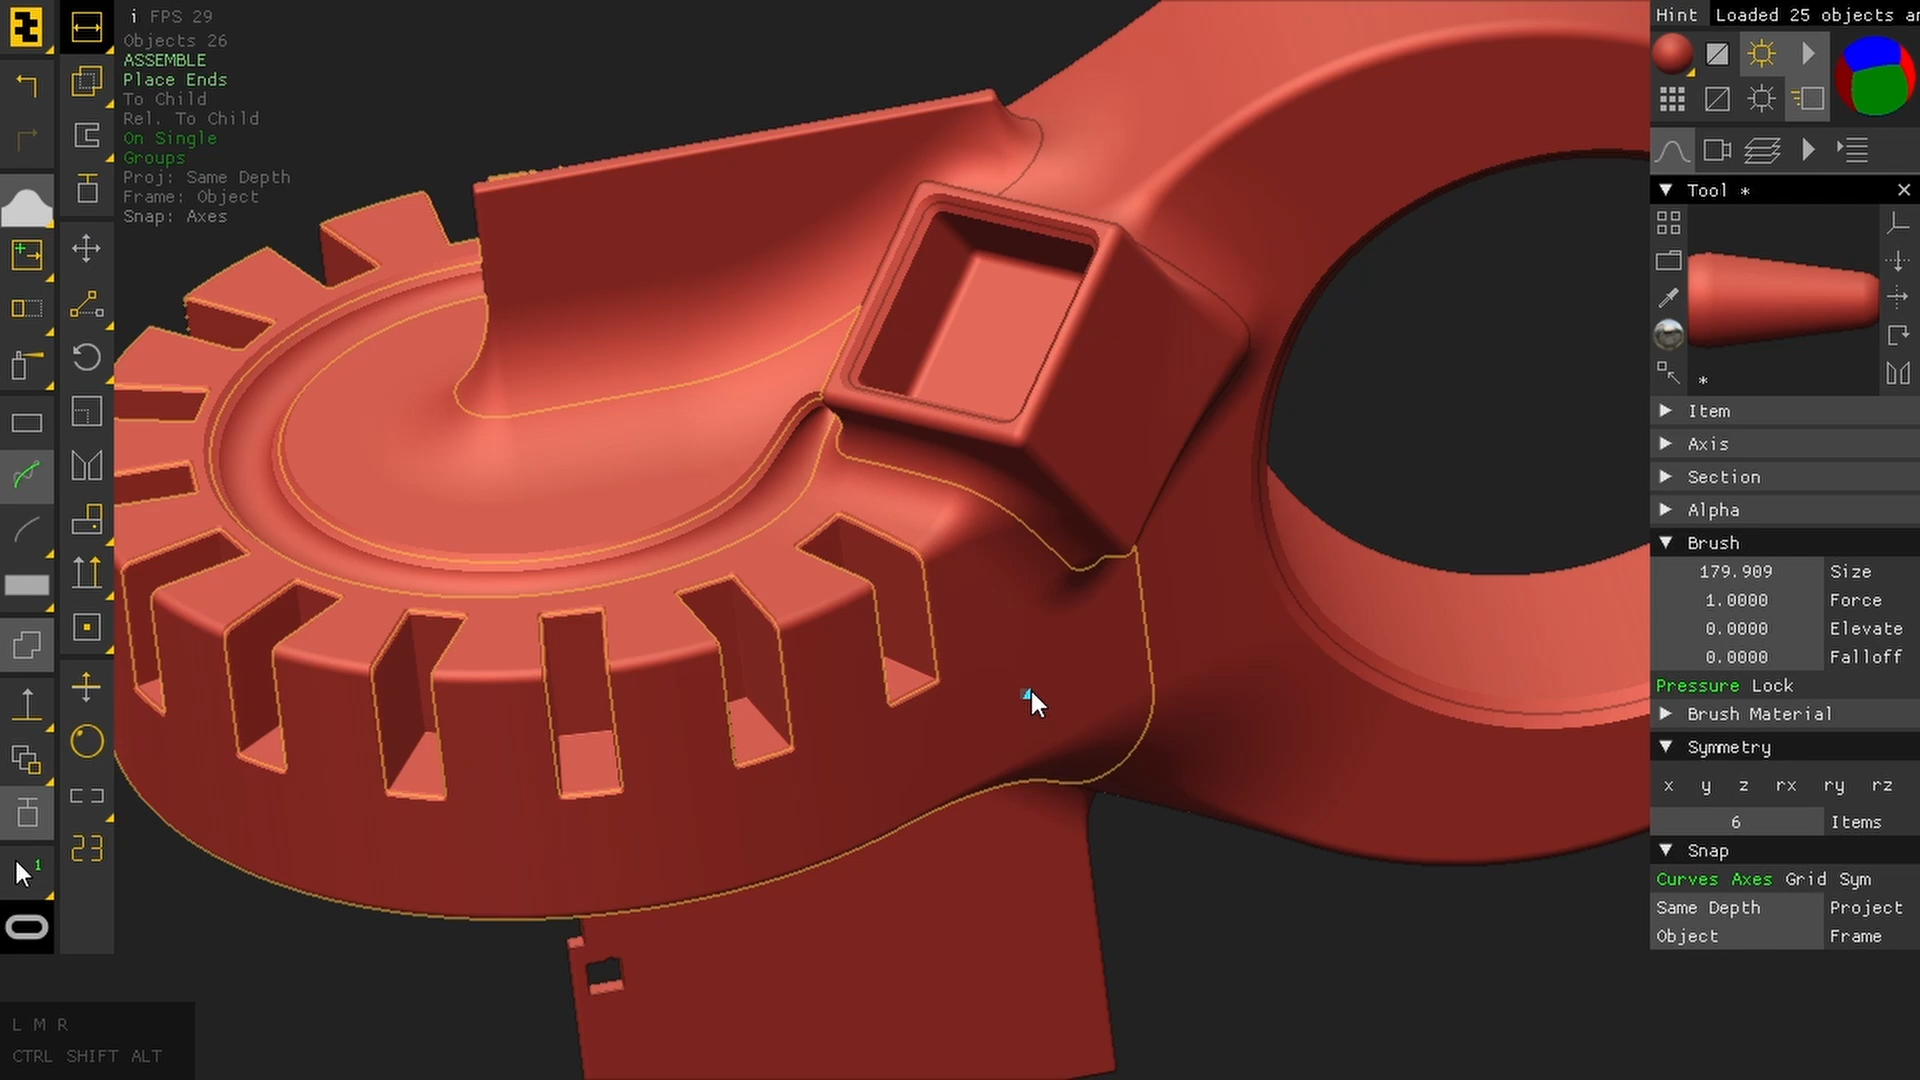 i FPS 29
Objects 26
ASSEMBLE
Place Ends
To Child
Rel. To Child
On Single
Groups
Proj: Same Depth
Frame: Object
Snap: Axes
1
23
L M R
CTRL SHIFT ALT
Hint Loaded 25 objects ar
Tool *
*
Item
Axis
Section
Alpha
Brush
179.909 Size
1.0000 Force
0.0000 Elevate
0.0000 Falloff
Pressure Lock
Brush Material
Symmetry
x y z rx ry rz
6 Items
Snap
Curves Axes Grid Sym
Same Depth Project
Object Frame